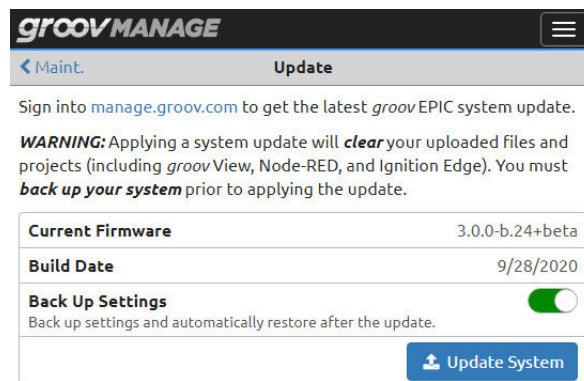 groov MANAGE
Maint. Update
Sign into manage.groov.com to get the latest groov EPIC system update.
WARNING: Applying a system update will clear your uploaded files and
projects (including groov View, Node-RED, and Ignition Edge). You must
back up your system prior to applying the update.
Current Firmware 3.0.0-b.24+beta
Build Date 9/28/2020
Back Up Settings
Back up settings and automatically restore after the update.
Update System